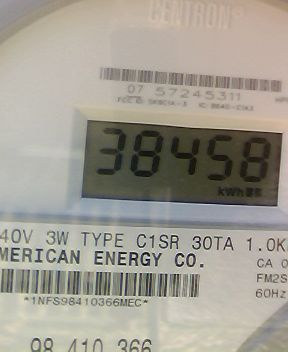 CENTRON®
07 57245311
38458
kWh
40V 3W TYPE C1SR 30TA 1.0K
MERICAN ENERGY CO.
CA 0
FM2S
60Hz
*1NFS98410366MEC*
98 410 366